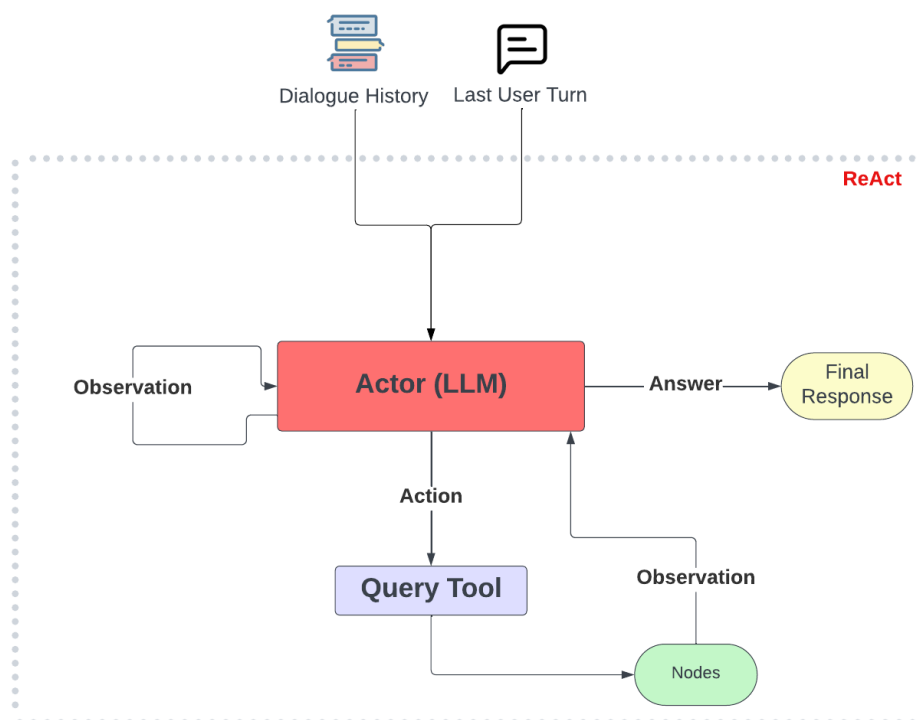 Dialogue History
Last User Turn
ReAct
Observation
Actor (LLM)
Answer
Final
Response
Action
Query Tool
Observation
Nodes